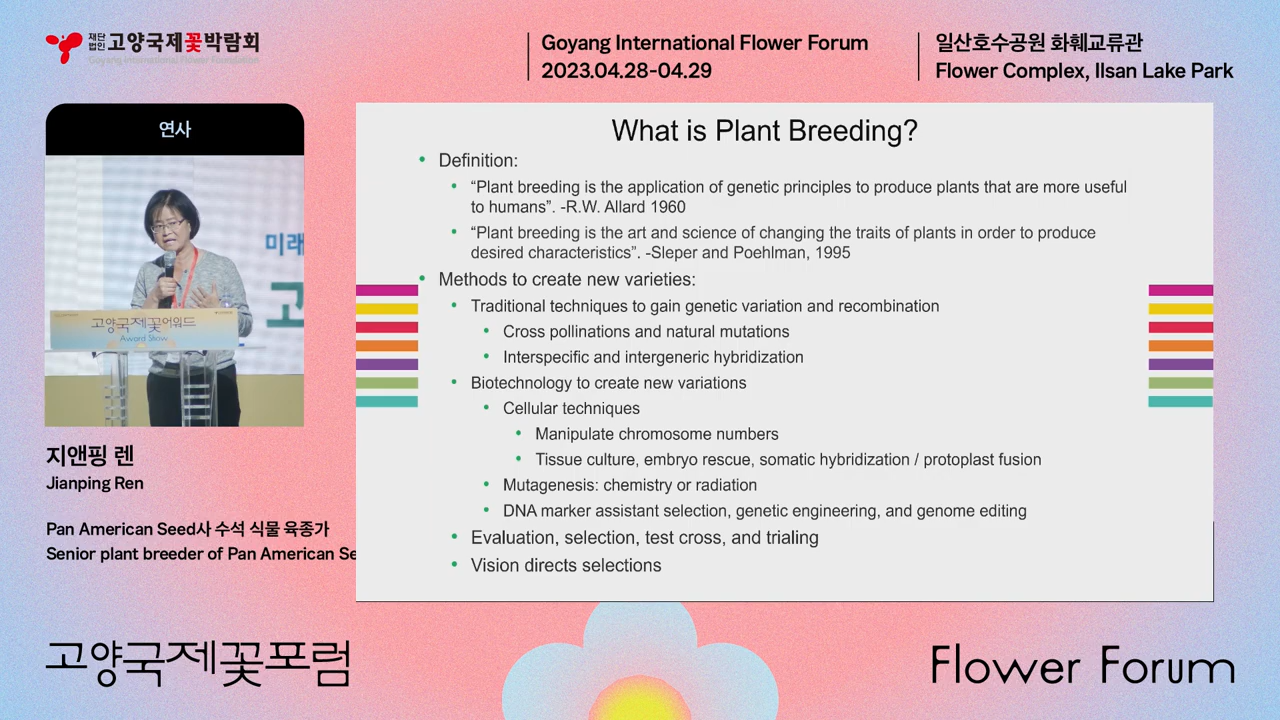 재단
법인 고양국제꽃박람회
Goyang International Flower Foundation
Goyang International Flower Forum
2023.04.28-04.29
일산호수공원 화훼교류관
Flower Complex, Ilsan Lake Park
연사
미래
고
고양국제꽃어워드
Award Show
지앤핑 렌
Jianping Ren
Pan American Seed사 수석 식물 육종가
Senior plant breeder of Pan American Se
What is Plant Breeding?
• Definition:
• “Plant breeding is the application of genetic principles to produce plants that are more useful
to humans”. -R.W. Allard 1960
• “Plant breeding is the art and science of changing the traits of plants in order to produce
desired characteristics”. -Sleper and Poehlman, 1995
• Methods to create new varieties:
• Traditional techniques to gain genetic variation and recombination
• Cross pollinations and natural mutations
• Interspecific and intergeneric hybridization
• Biotechnology to create new variations
• Cellular techniques
• Manipulate chromosome numbers
• Tissue culture, embryo rescue, somatic hybridization / protoplast fusion
• Mutagenesis: chemistry or radiation
• DNA marker assistant selection, genetic engineering, and genome editing
• Evaluation, selection, test cross, and trialing
• Vision directs selections
고양국제꽃포럼
Flower Forum